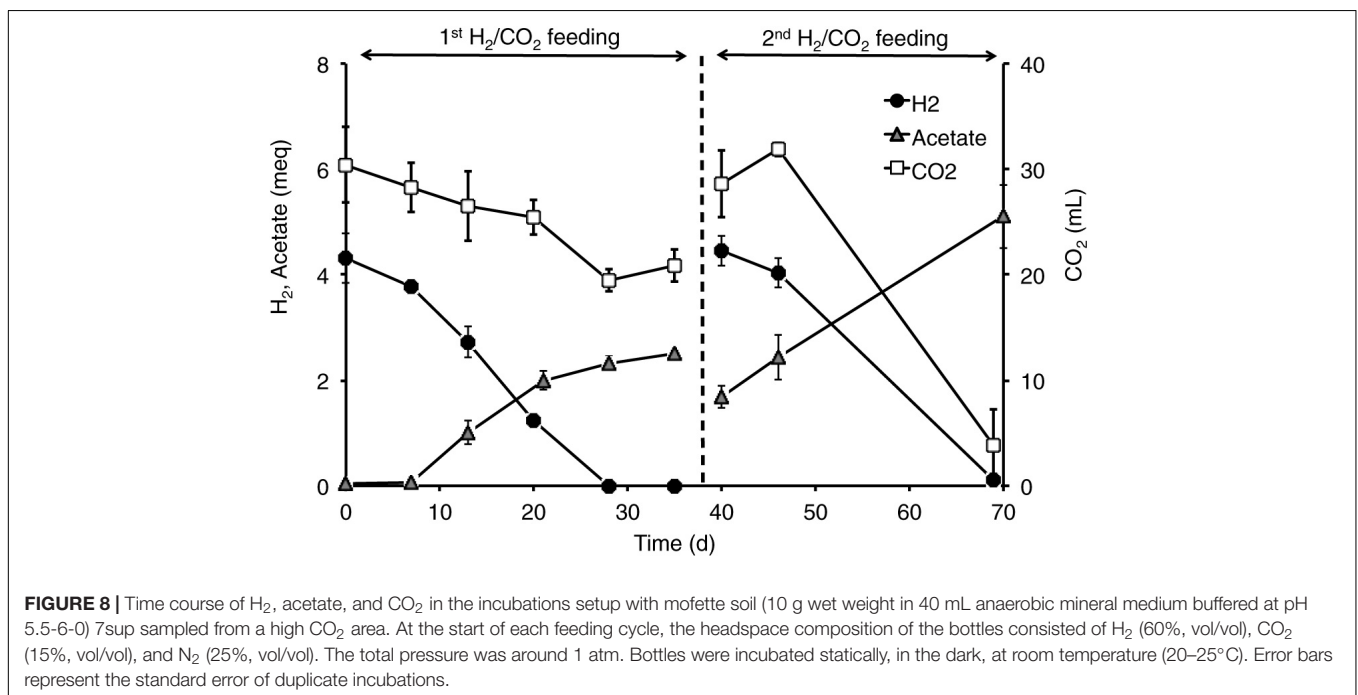 1st H2/CO2 feeding
2nd H2/CO2 feeding
8
6
4
2
0
H2, Acetate (meq)
40
30
20
10
0
CO2 (mL)
H2
Acetate
CO2
0 10 20 30 40 50 60 70
Time (d)
FIGURE 8 | Time course of H2, acetate, and CO2 in the incubations setup with mofette soil (10 g wet weight in 40 mL anaerobic mineral medium buffered at pH
5.5-6-0) 7sup sampled from a high CO2 area. At the start of each feeding cycle, the headspace composition of the bottles consisted of H2 (60%, vol/vol), CO2
(15%, vol/vol), and N2 (25%, vol/vol). The total pressure was around 1 atm. Bottles were incubated statically, in the dark, at room temperature (20–25°C). Error bars
represent the standard error of duplicate incubations.